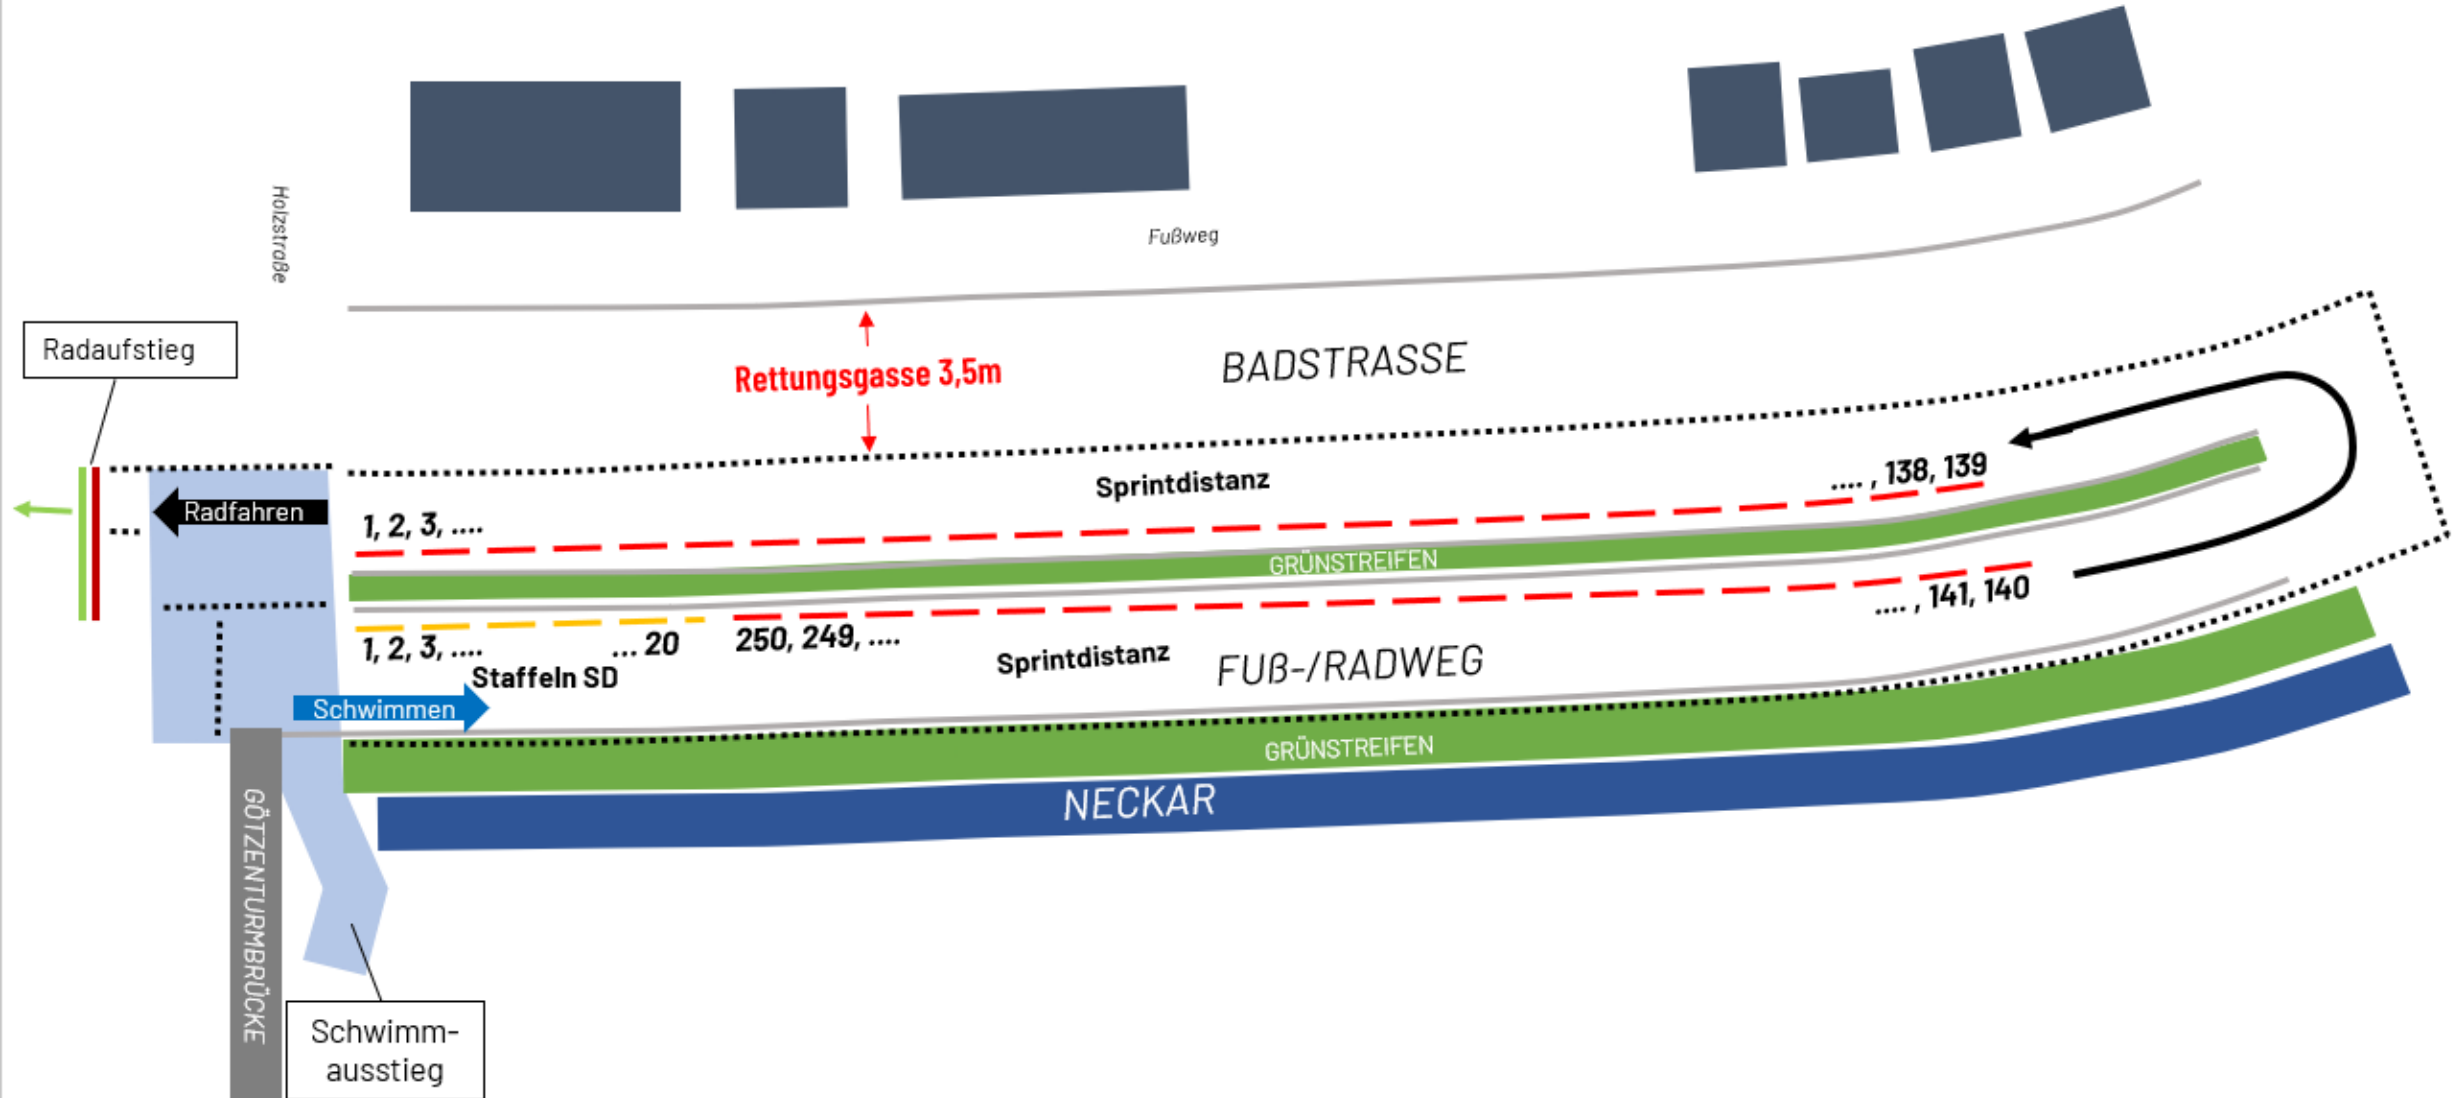 Holzstraße
Fußweg
Radaufstieg
Rettungsgasse 3,5m
BADSTRASSE
Sprintdistanz
.... , 138, 139
Radfahren
1, 2, 3, ....
GRÜNSTREIFEN
.... , 141, 140
1, 2, 3, ....
... 20
250, 249, ....
Staffeln SD
Sprintdistanz
FUß-/RADWEG
Schwimmen
GRÜNSTREIFEN
NECKAR
GÖTZENTURMBRÜCKE
Schwimm-
ausstieg